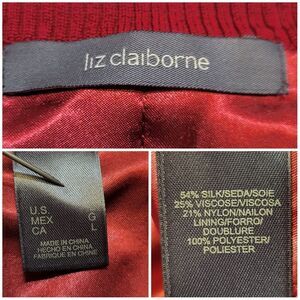 liz claiborne
U.S. G
MEX
CA L
MADE IN CHINA
HECHO EN CHINA
FABRIQUE EN CHINE
54% SILK/SEDA/SOIE
25% VISCOSE/VISCOSA
21% NYLON/NAILON
LINING/FORRO/
DOUBLURE
100% POLYESTER/
POLIESTER